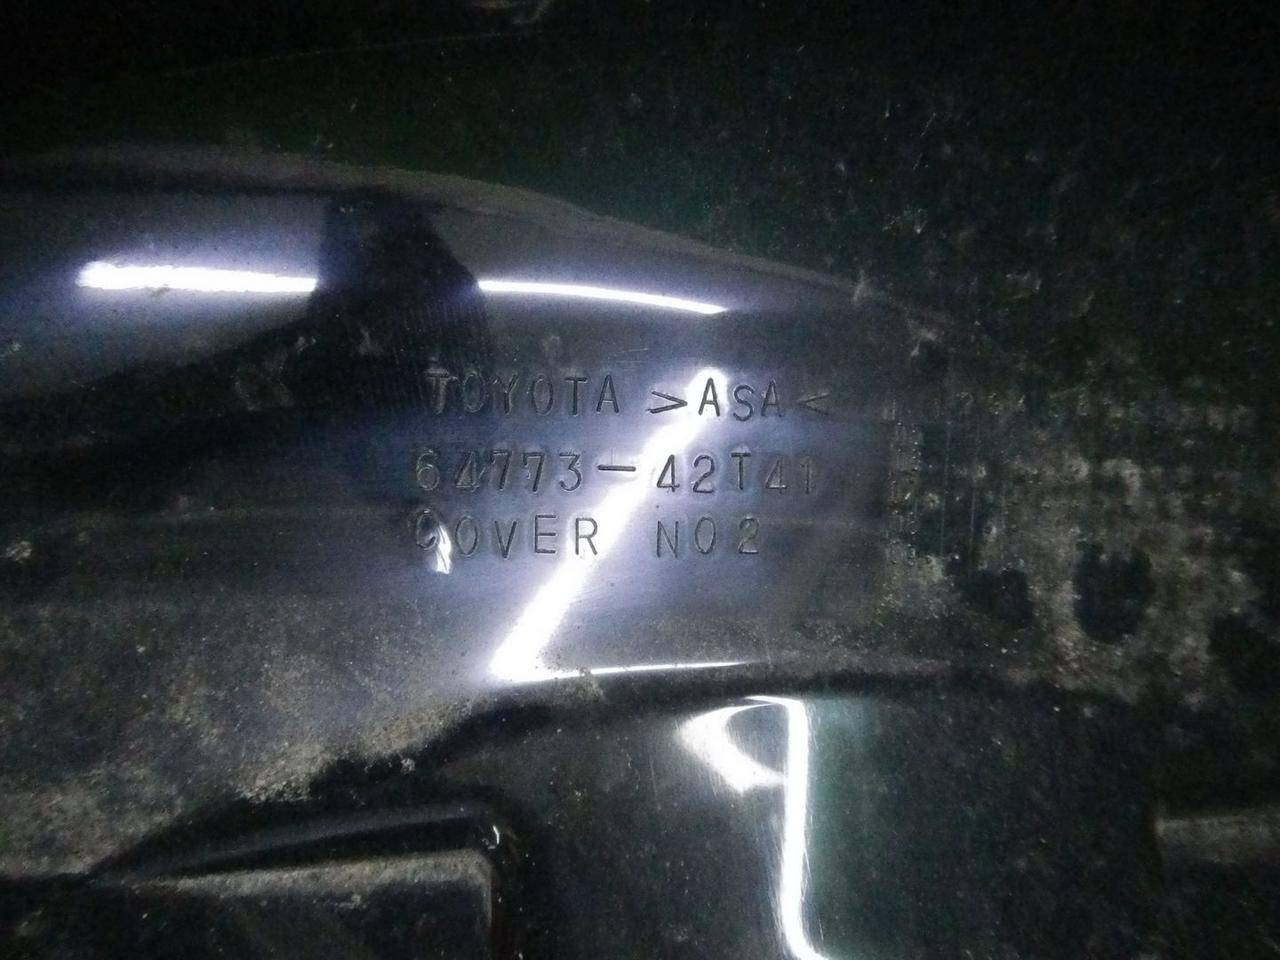 TOYOTA >ASA<
64773-42T41
COVER NO2